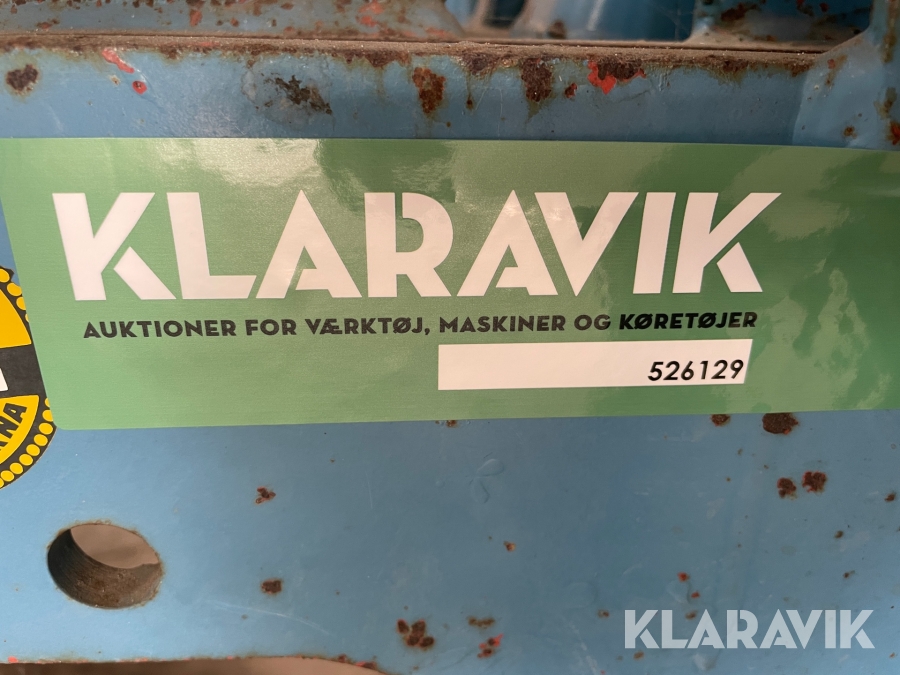 KLARAVIK
AUKTIONER FOR VÆRKTØJ, MASKINER OG KØRETØJER
526129
KLARAVIK